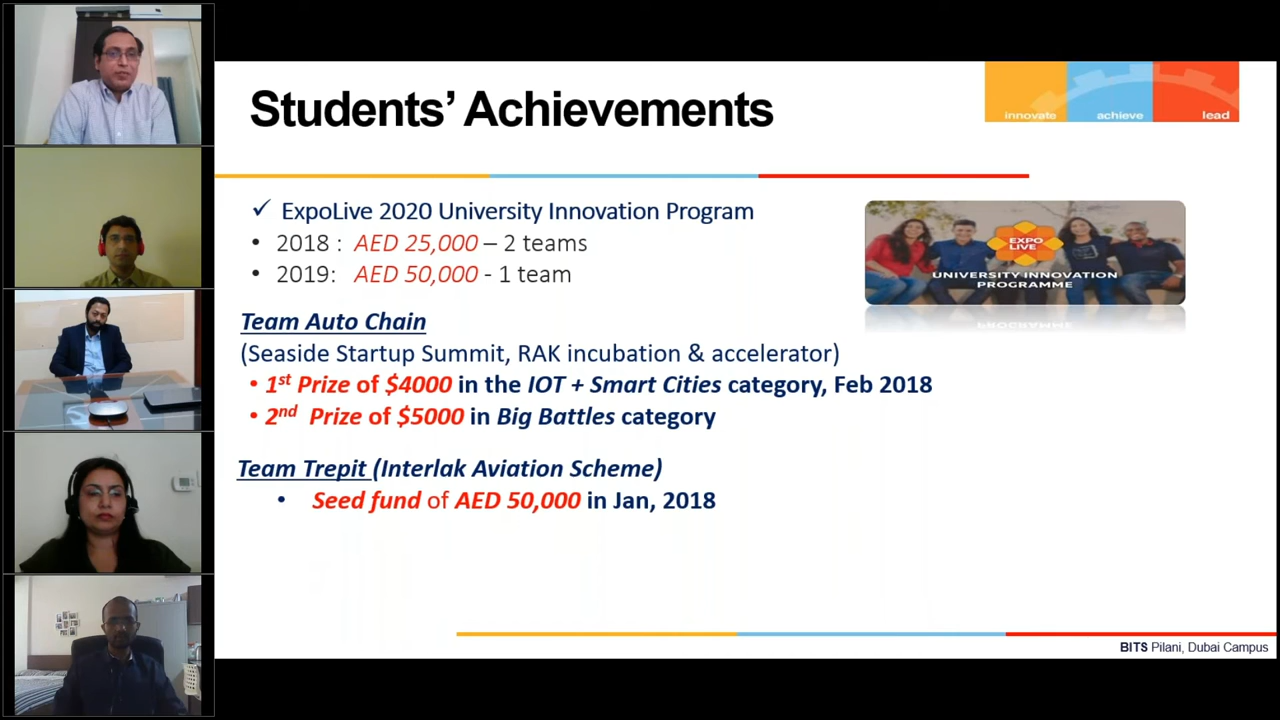 Students' Achievements
innovate achieve lead
✓ ExpoLive 2020 University Innovation Program
• 2018 : AED 25,000 – 2 teams
• 2019: AED 50,000 - 1 team
EXPO
LIVE
UNIVERSITY INNOVATION
PROGRAMME
Team Auto Chain
(Seaside Startup Summit, RAK incubation & accelerator)
• 1st Prize of $4000 in the IOT + Smart Cities category, Feb 2018
• 2nd Prize of $5000 in Big Battles category
Team Trepit (Interlak Aviation Scheme)
• Seed fund of AED 50,000 in Jan, 2018
BITS Pilani, Dubai Campus